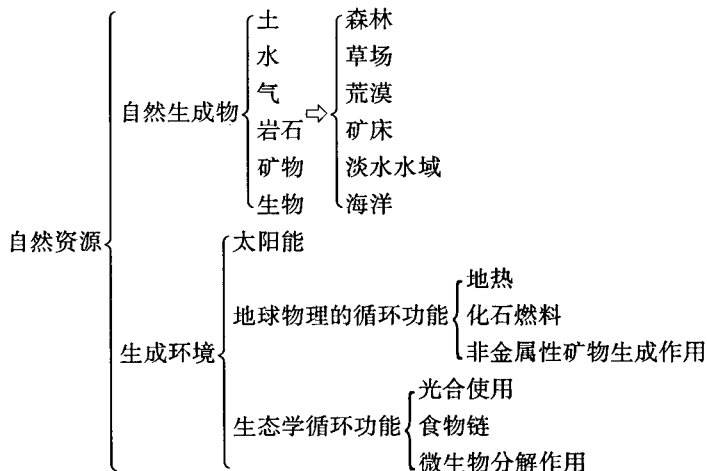 土 森林
水 草场
气 荒漠
自然生成物
岩石 ⇨ 矿床
矿物 淡水水域
生物 海洋
自然资源
太阳能
地热
地球物理的循环功能 化石燃料
生成环境
非金属性矿物生成作用
光合使用
生态学循环功能 食物链
微生物分解作用